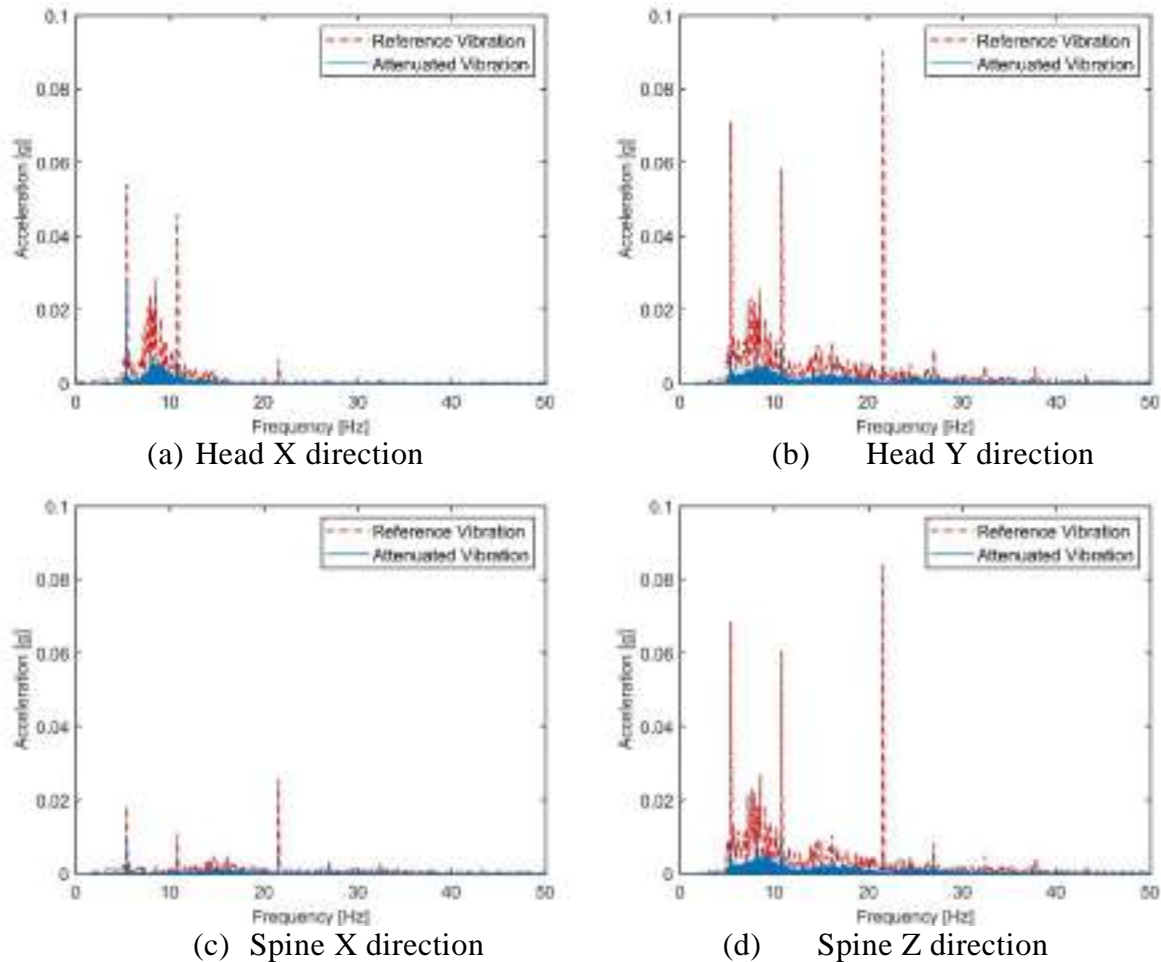 0.1
Reference Vibration
Attenuated Vibration
0.08
0.06
0.04
0.02
0
Acceleration [g]
0 10 20 30 40 50
Frequency [Hz]
(a) Head X direction
0.1
Reference Vibration
Attenuated Vibration
0.08
0.06
0.04
0.02
0
Acceleration [g]
0 10 20 30 40 50
Frequency [Hz]
(b) Head Y direction
0.1
Reference Vibration
Attenuated Vibration
0.08
0.06
0.04
0.02
0
Acceleration [g]
0 10 20 30 40 50
Frequency [Hz]
(c) Spine X direction
0.1
Reference Vibration
Attenuated Vibration
0.08
0.06
0.04
0.02
0
Acceleration [g]
0 10 20 30 40 50
Frequency [Hz]
(d) Spine Z direction